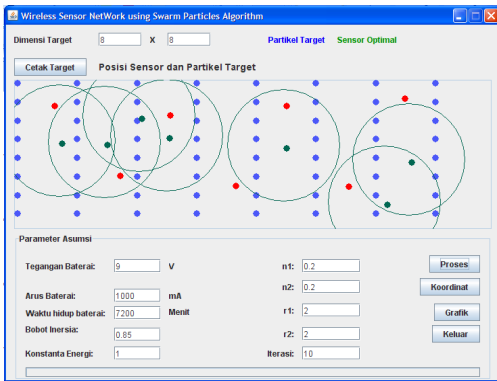 Wireless Sensor NetWork using Swarm Particles Algorithm
Dimensi Target 8 X 8 Partikel Target Sensor Optimal
Cetak Target Posisi Sensor dan Partikel Target
Parameter Asumsi
Tegangan Baterai: 9 V n1: 0.2 Proses
n2: 0.2 Koordinat
Arus Baterai: 1000 mA
Waktu hidup baterai: 7200 Menit r1: 2 Grafik
Bobot Inersia: 0.85 r2: 2 Keluar
Konstanta Energi: 1 Iterasi: 10